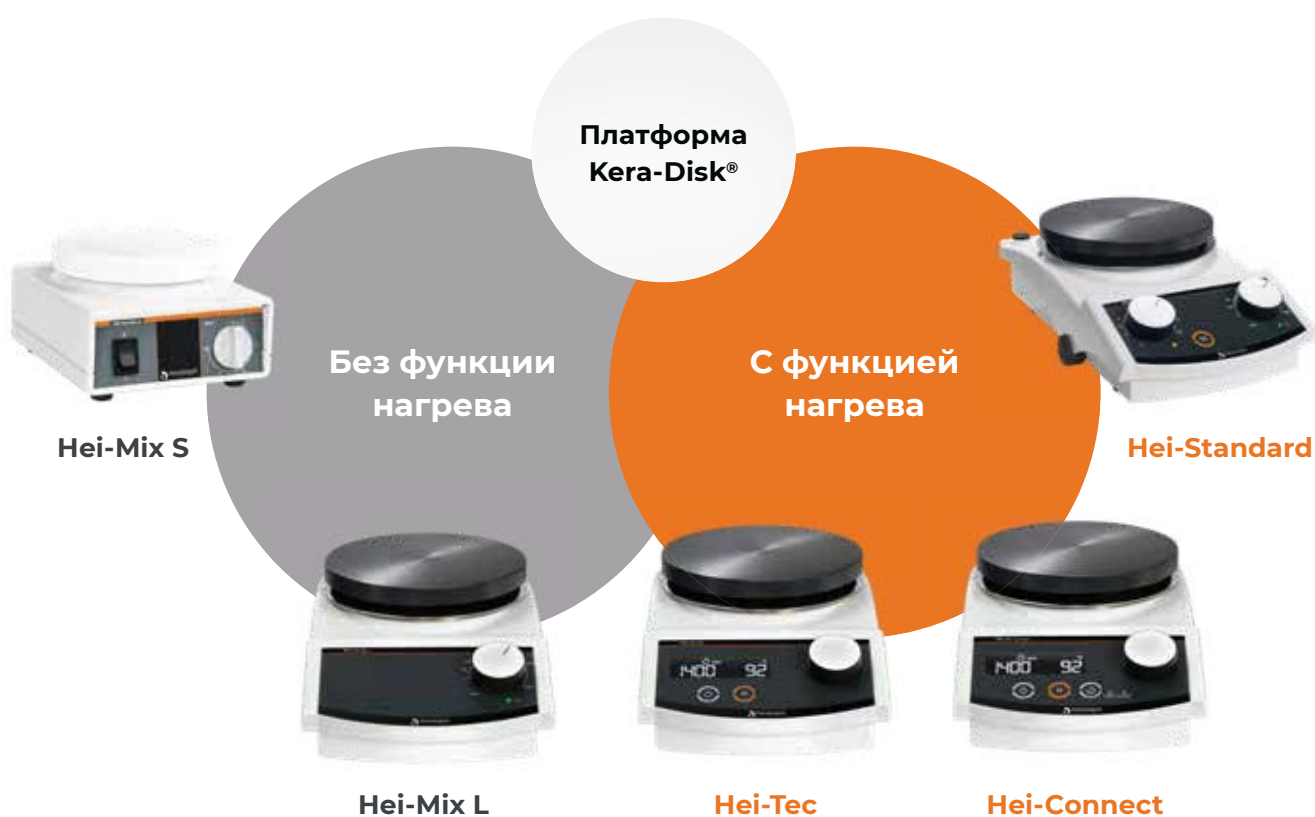 Платформа
Kera-Disk®
Без функции
нагрева
С функцией
нагрева
Hei-Mix S
Hei-Standard
1400 92
1400 92
Hei-Mix L
Hei-Tec
Hei-Connect